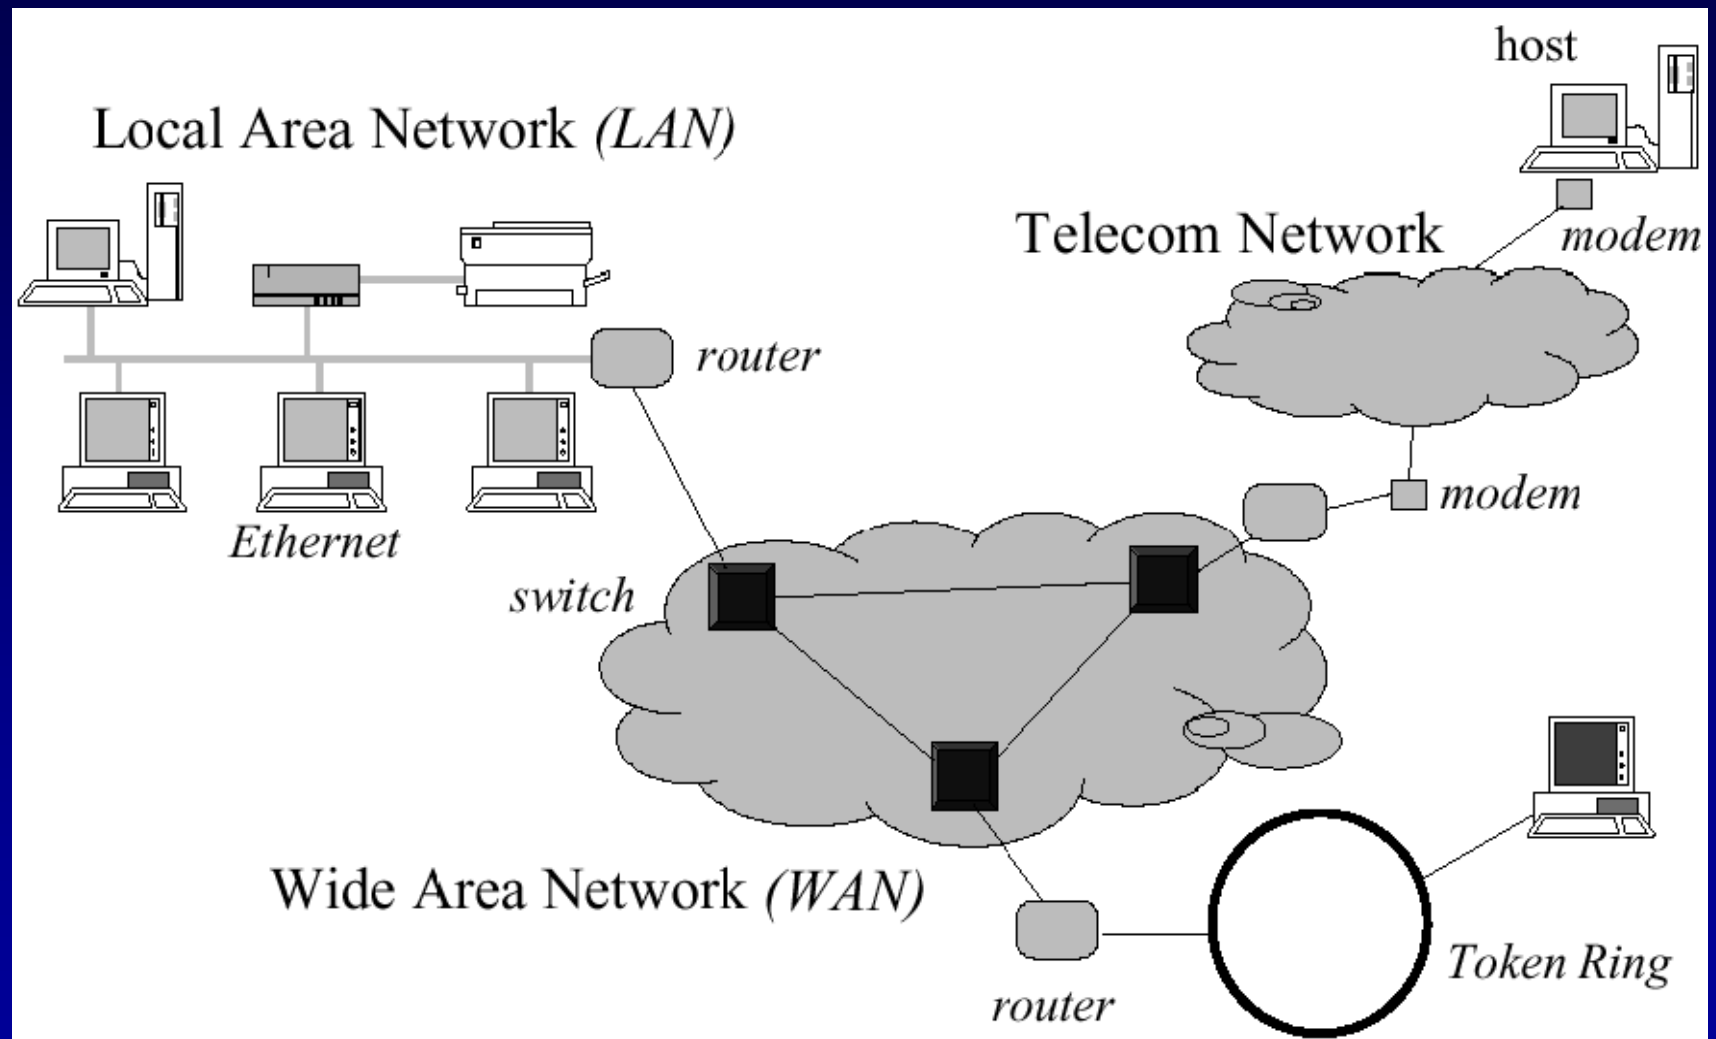 host
Local Area Network (LAN)
Telecom Network
modem
router
modem
Ethernet
switch
Wide Area Network (WAN)
Token Ring
router